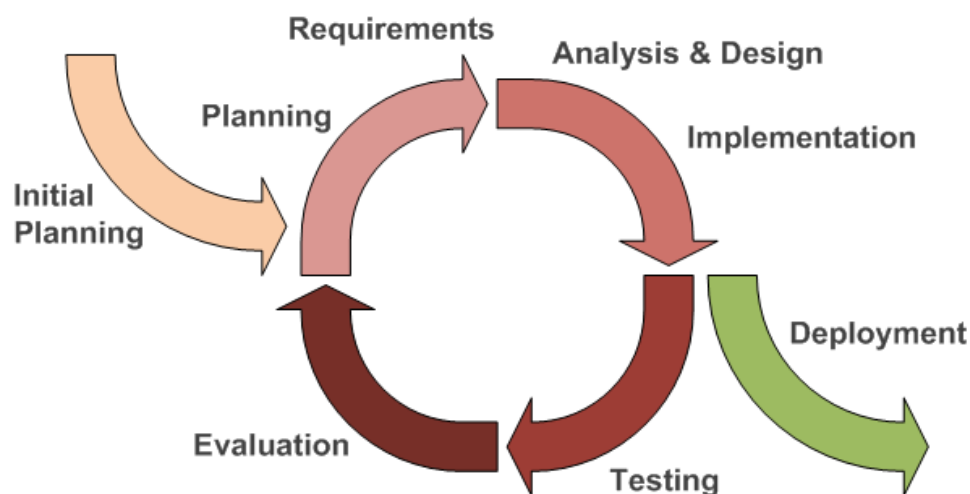 Requirements
Analysis & Design
Planning
Implementation
Initial
Planning
Deployment
Evaluation
Testing